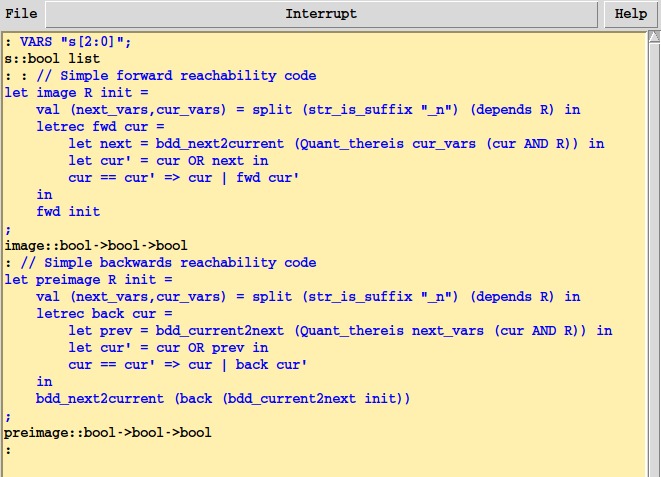 File Interrupt Help
: VARS "s[2:0]";
s::bool list
: : // Simple forward reachability code
let image R init =
    val (next_vars,cur_vars) = split (str_is_suffix "_n") (depends R) in
    letrec fwd cur =
        let next = bdd_next2current (Quant_thereis cur_vars (cur AND R)) in
        let cur' = cur OR next in
        cur == cur' => cur | fwd cur'
    in
    fwd init
;
image::bool->bool->bool
: // Simple backwards reachability code
let preimage R init =
    val (next_vars,cur_vars) = split (str_is_suffix "_n") (depends R) in
    letrec back cur =
        let prev = bdd_current2next (Quant_thereis next_vars (cur AND R)) in
        let cur' = cur OR prev in
        cur == cur' => cur | back cur'
    in
    bdd_next2current (back (bdd_current2next init))
;
preimage::bool->bool->bool
: